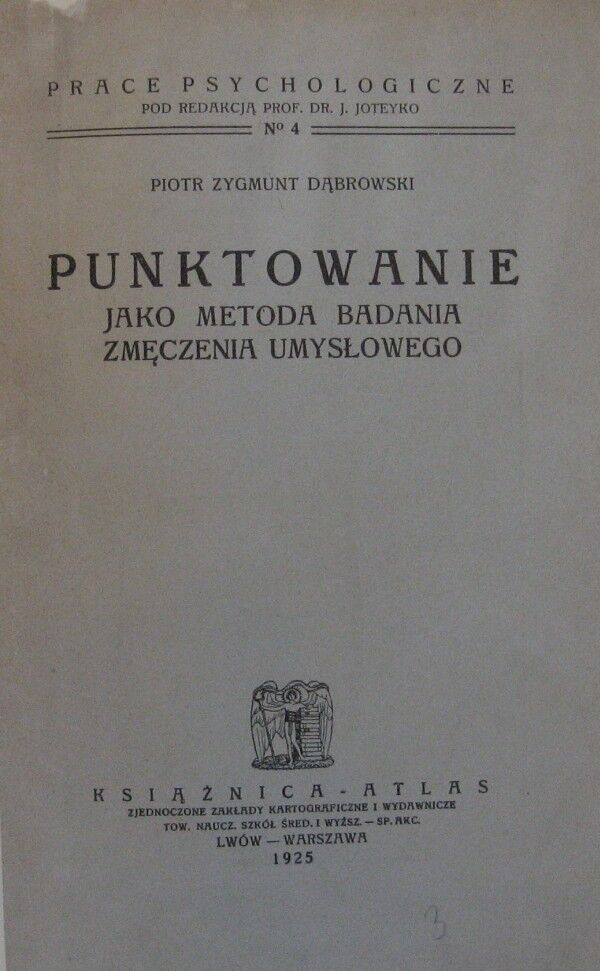 PRACE PSYCHOLOGICZNE
POD REDAKCJĄ PROF. DR. J. JOTEYKO
Nº 4
PIOTR ZYGMUNT DĄBROWSKI
PUNKTOWANIE
JAKO METODA BADANIA
ZMĘCZENIA UMYSŁOWEGO
KSIĄŻNICA - ATLAS
ZJEDNOCZONE ZAKŁADY KARTOGRAFICZNE I WYDAWNICZE
TOW. NAUCZ. SZKÓŁ ŚRED. I WYŻSZ. — SP. AKC.
LWÓW — WARSZAWA
1925
3